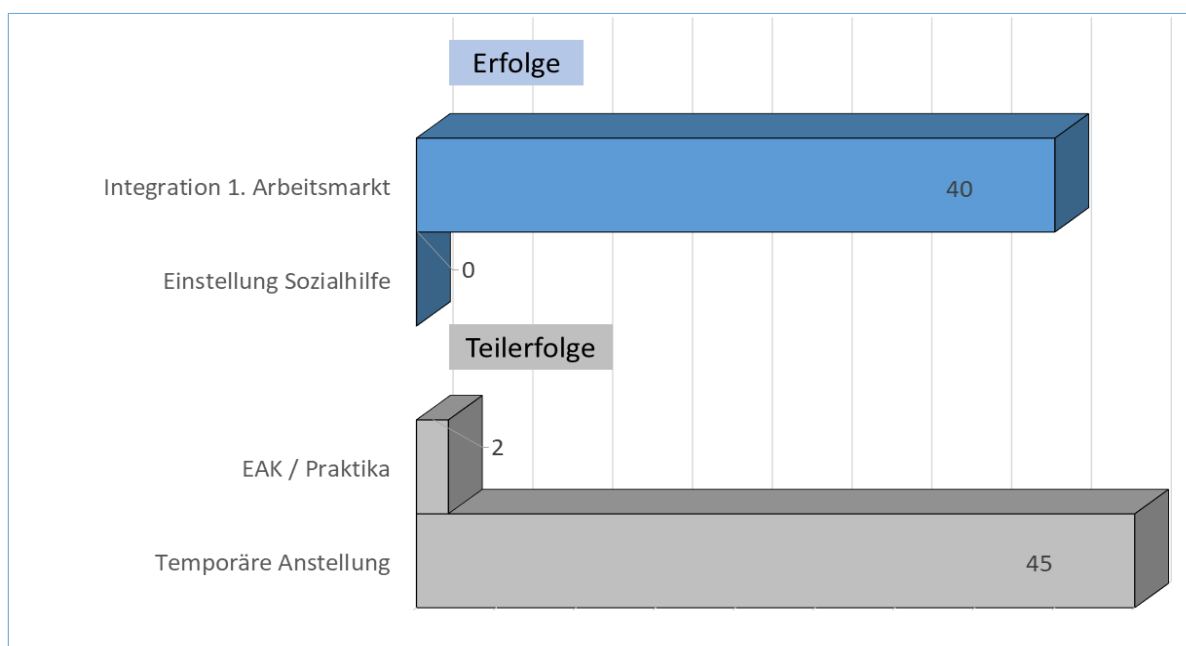 Erfolge
Integration 1. Arbeitsmarkt
40
Einstellung Sozialhilfe
0
Teilerfolge
EAK / Praktika
2
Temporäre Anstellung
45